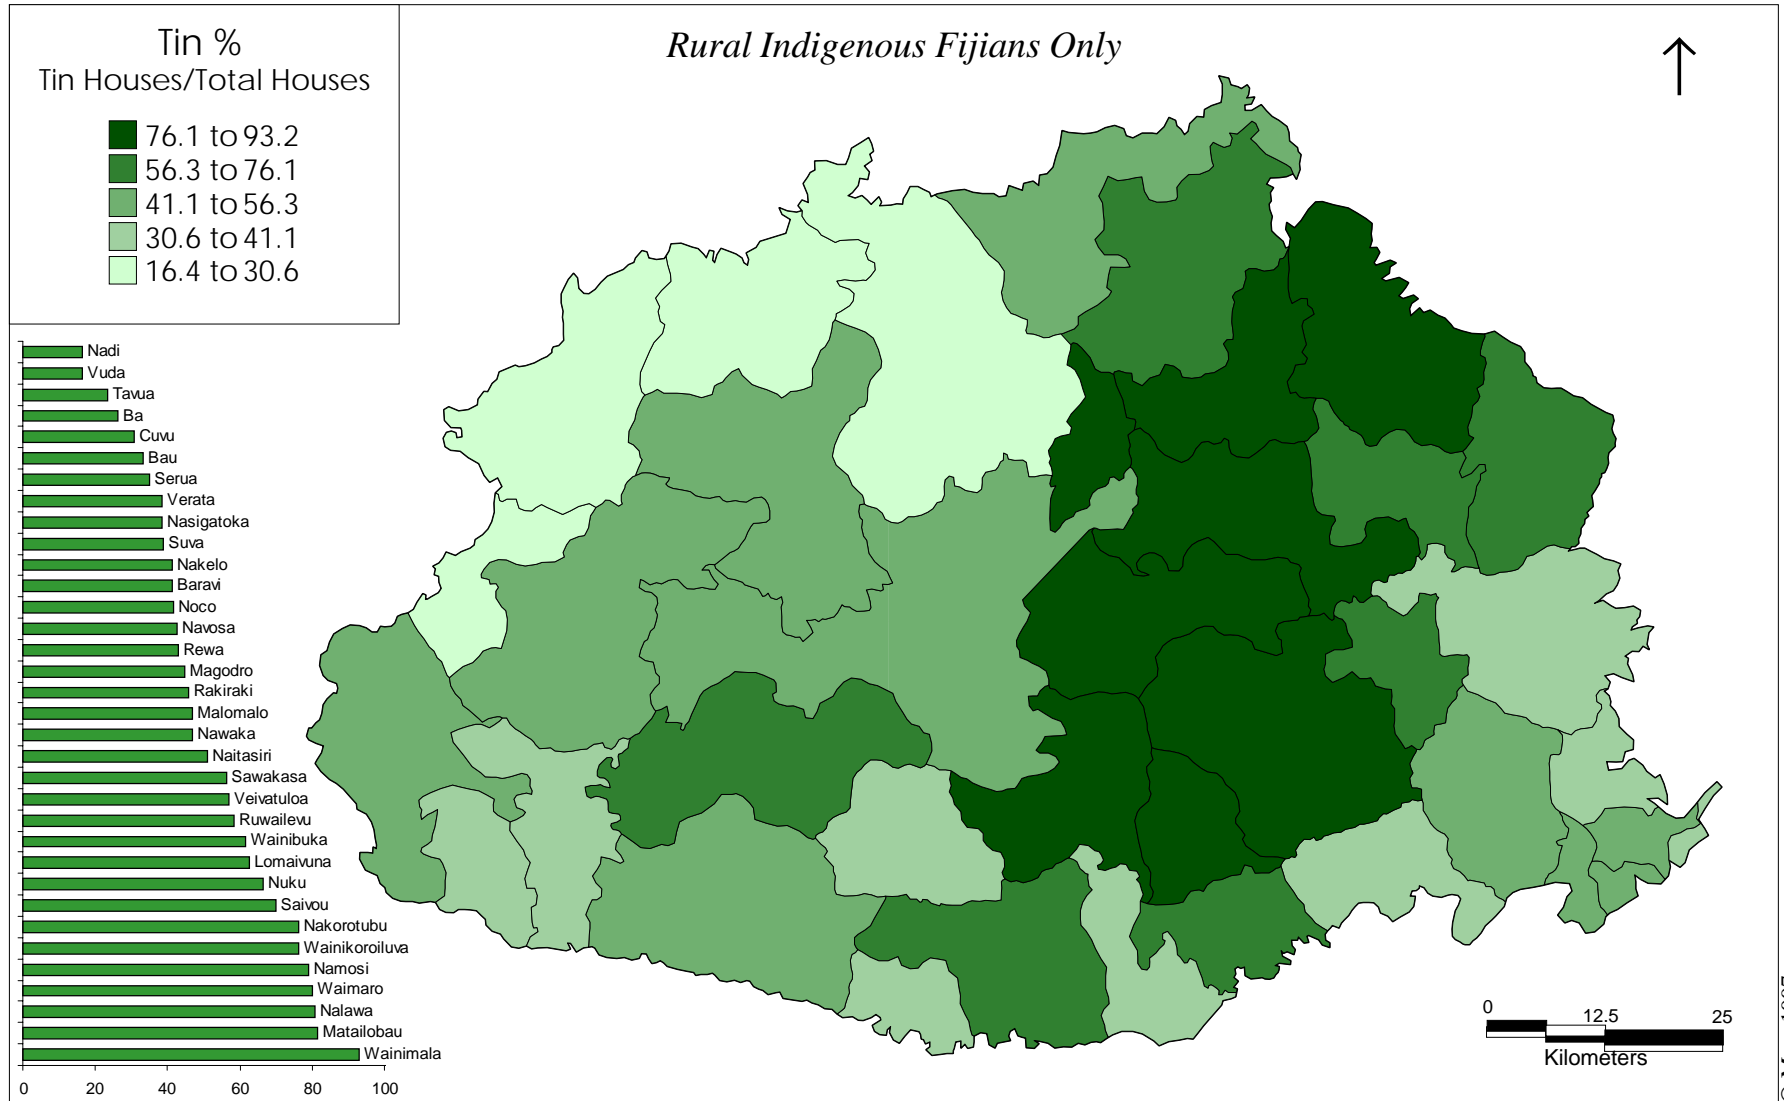 Tin %
Tin Houses/Total Houses
76.1 to 93.2
56.3 to 76.1
41.1 to 56.3
30.6 to 41.1
16.4 to 30.6
Rural Indigenous Fijians Only
Nadi
Vuda
Tavua
Ba
Cuvu
Bau
Serua
Verata
Nasigatoka
Suva
Nakelo
Baravi
Noco
Navosa
Rewa
Magodro
Rakiraki
Malomalo
Nawaka
Naitasiri
Sawakasa
Veivatuloa
Ruwailevu
Wainibuka
Lomaivuna
Nuku
Saivou
Nakorotubu
Wainikoroiluva
Namosi
Waimaro
Nalawa
Matailobau
Wainimala
0 20 40 60 80 100
0 12.5 25
Kilometers